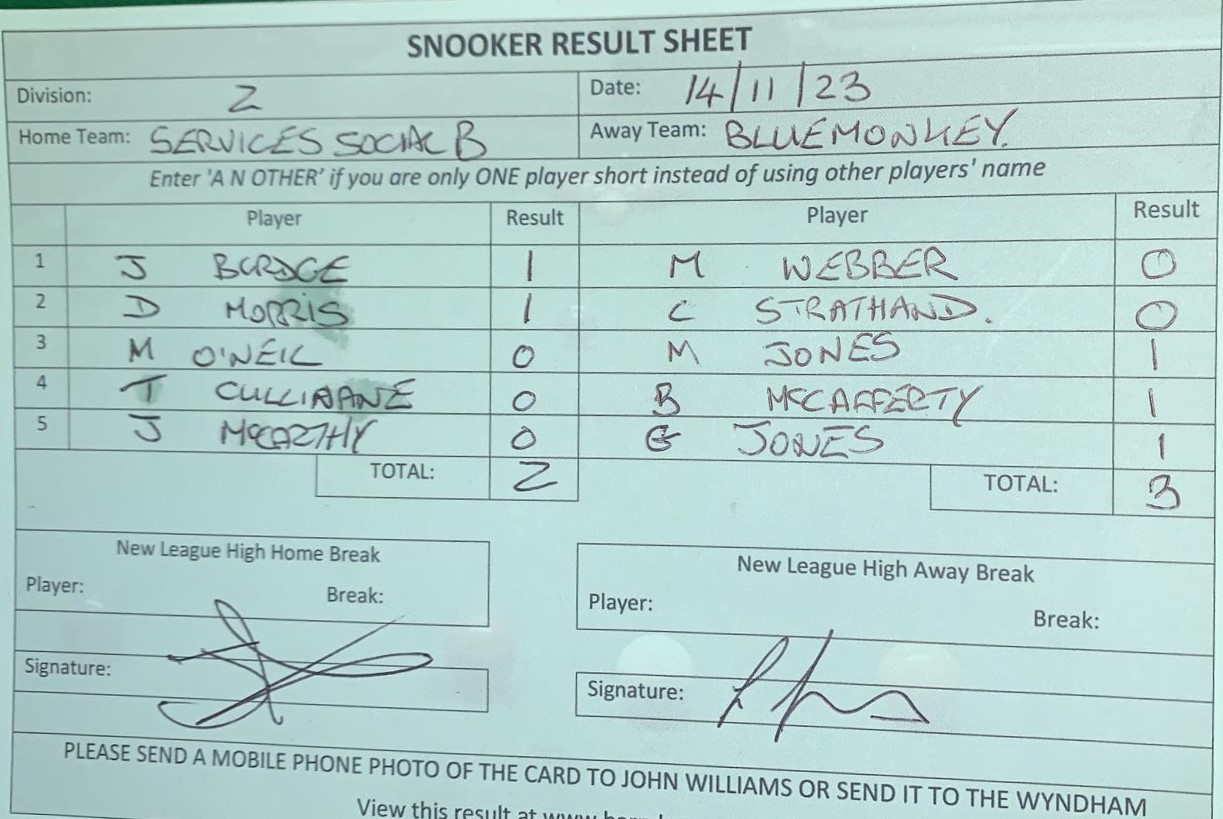 SNOOKER RESULT SHEET
Division: 2 Date: 14/11/23
Home Team: SERVICES SOCIAL B Away Team: BLUEMONKEY.
Enter 'A N OTHER' if you are only ONE player short instead of using other players' name
Player Result Player Result
1 J BURDGE 1 M WEBBER 0
2 D MORRIS 1 C STRATHAND. 0
3 M O'NEIL 0 M JONES 1
4 T CULLINANE 0 B MCCAFFERTY 1
5 J MCCARTHY 0 G JONES 1
TOTAL: 2 TOTAL: 3
New League High Home Break New League High Away Break
Player: Break: Player: Break:
Signature: Signature:
PLEASE SEND A MOBILE PHONE PHOTO OF THE CARD TO JOHN WILLIAMS OR SEND IT TO THE WYNDHAM
View this result at